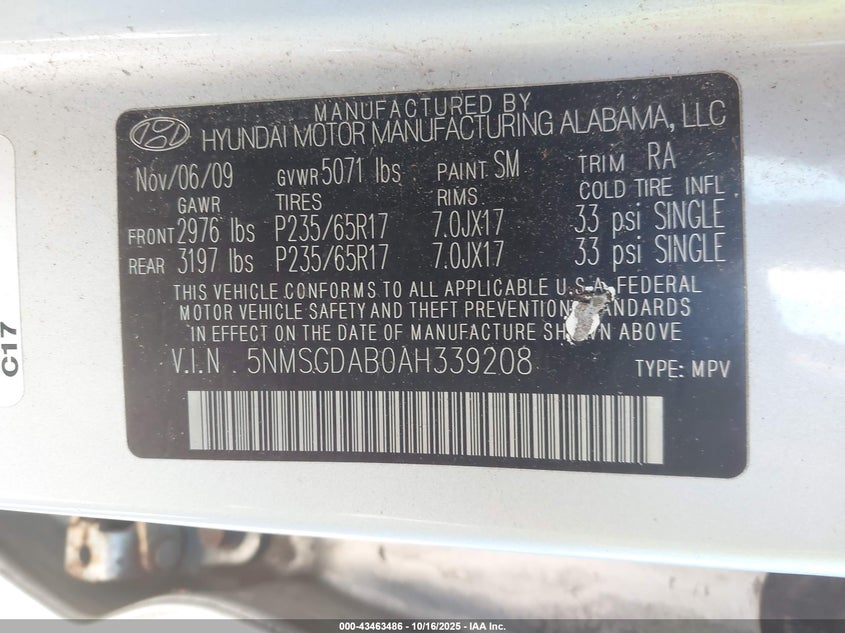 MANUFACTURED BY
HYUNDAI MOTOR MANUFACTURING ALABAMA, LLC
Nov/06/09 GVWR 5071 lbs PAINT SM TRIM RA
GAWR TIRES RIMS COLD TIRE INFL
FRONT 2976 lbs P235/65R17 7.0JX17 33 psi SINGLE
REAR 3197 lbs P235/65R17 7.0JX17 33 psi SINGLE
THIS VEHICLE CONFORMS TO ALL APPLICABLE U.S.A. FEDERAL
MOTOR VEHICLE SAFETY AND THEFT PREVENTION STANDARDS
IN EFFECT ON THE DATE OF MANUFACTURE SHOWN ABOVE
V.I.N 5NMSGDAB0AH339208 TYPE: MPV
C17
000-43463486 - 10/16/2025 - IAA Inc.